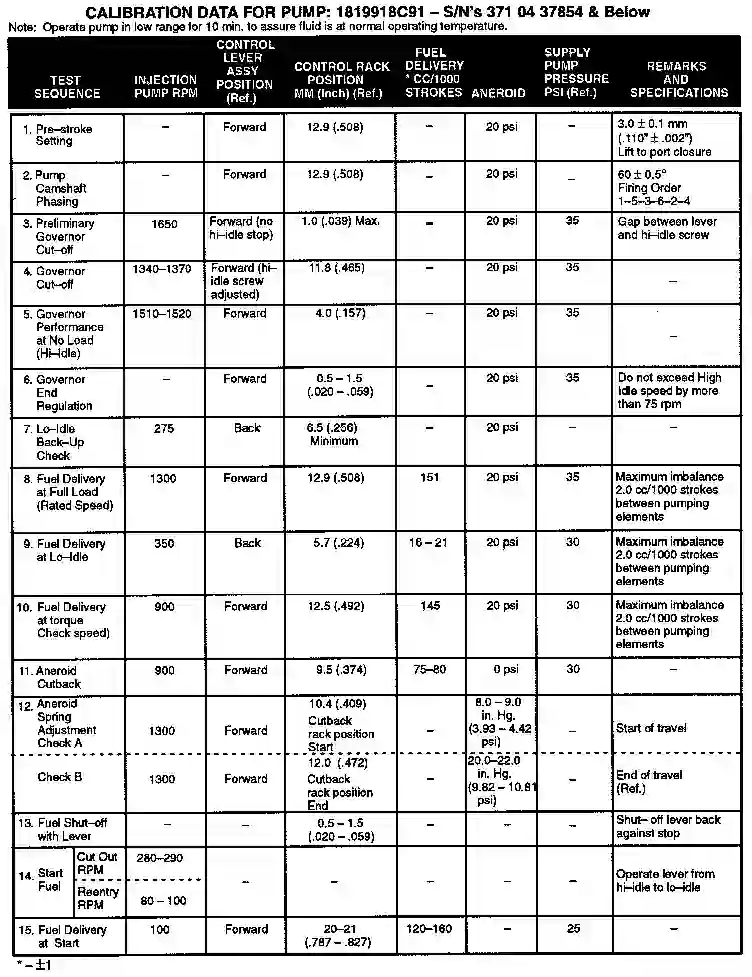 CALIBRATION DATA FOR PUMP: 1819918C91 – S/N's 371 04 37854 & Below
Note: Operate pump in low range for 10 min. to assure fluid is at normal operating temperature.
TEST SEQUENCE | INJECTION PUMP RPM | CONTROL LEVER ASSY POSITION (Ref.) | CONTROL RACK POSITION MM (Inch) (Ref.) | FUEL DELIVERY * CC/1000 STROKES | ANEROID | SUPPLY PUMP PRESSURE PSI (Ref.) | REMARKS AND SPECIFICATIONS
1. Pre–stroke Setting | – | Forward | 12.9 (.508) | – | 20 psi | – | 3.0 ± 0.1 mm (.110" ± .002") Lift to port closure
2. Pump Camshaft Phasing | – | Forward | 12.9 (.508) | – | 20 psi | – | 60 ± 0.5° Firing Order 1–5–3–6–2–4
3. Preliminary Governor Cut–off | 1650 | Forward (no hi–idle stop) | 1.0 (.039) Max. | – | 20 psi | 35 | Gap between lever and hi–idle screw
4. Governor Cut–off | 1340–1370 | Forward (hi–idle screw adjusted) | 11.8 (.465) | – | 20 psi | 35 | –
5. Governor Performance at No Load (Hi–idle) | 1510–1520 | Forward | 4.0 (.157) | – | 20 psi | 35 | –
6. Governor End Regulation | – | Forward | 0.5 – 1.5 (.020 – .059) | – | 20 psi | 35 | Do not exceed High idle speed by more than 75 rpm
7. Lo–Idle Back–Up Check | 275 | Back | 6.5 (.256) Minimum | – | 20 psi | – | –
8. Fuel Delivery at Full Load (Rated Speed) | 1300 | Forward | 12.9 (.508) | 151 | 20 psi | 35 | Maximum imbalance 2.0 cc/1000 strokes between pumping elements
9. Fuel Delivery at Lo–Idle | 350 | Back | 5.7 (.224) | 16 – 21 | 20 psi | 30 | Maximum imbalance 2.0 cc/1000 strokes between pumping elements
10. Fuel Delivery at torque Check speed) | 900 | Forward | 12.5 (.492) | 145 | 20 psi | 30 | Maximum imbalance 2.0 cc/1000 strokes between pumping elements
11. Aneroid Cutback | 900 | Forward | 9.5 (.374) | 75–80 | 0 psi | 30 | –
12. Aneroid Spring Adjustment Check A | 1300 | Forward | 10.4 (.409) Cutback rack position Start | – | 8.0 – 9.0 in. Hg. (3.93 – 4.42 psi) | – | Start of travel
Check B | 1300 | Forward | 12.0 (.472) Cutback rack position End | – | 20.0–22.0 in. Hg. (9.82 – 10.81 psi) | – | End of travel (Ref.)
13. Fuel Shut–off with Lever | – | – | 0.5 – 1.5 (.020 – .059) | – | – | – | Shut– off lever back against stop
14. Start Fuel | Cut Out RPM | 280–290 | – | – | – | – | – | Operate lever from hi–idle to lo–idle
Reentry RPM | 80 – 100
15. Fuel Delivery at Start | 100 | Forward | 20–21 (.787 – .827) | 120–160 | – | 25 | –
* – ±1